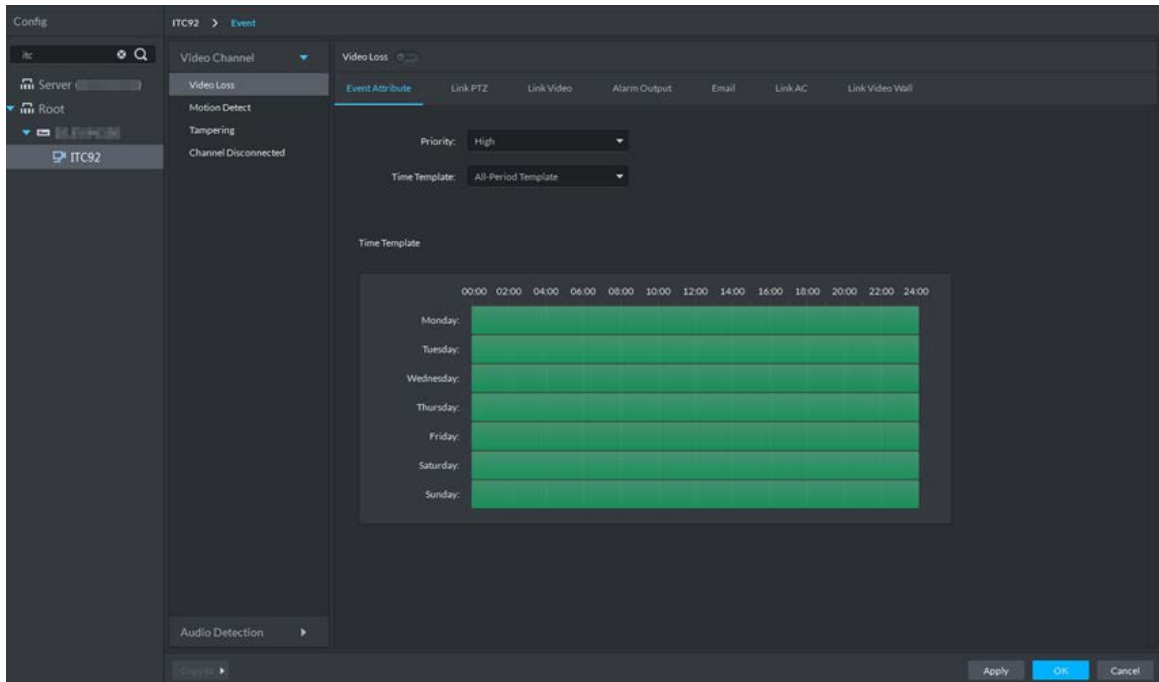 Config
ITC92 > Event
itc
Video Channel
Video Loss
Server (
Video Loss
Event Attribute Link PTZ Link Video Alarm Output Email Link AC Link Video Wall
Root
Motion Detect
Tampering
Priority: High
ITC92
Channel Disconnected
Time Template: All-Period Template
Time Template
00:00 02:00 04:00 06:00 08:00 10:00 12:00 14:00 16:00 18:00 20:00 22:00 24:00
Monday:
Tuesday:
Wednesday:
Thursday:
Friday:
Saturday:
Sunday:
Audio Detection
Apply OK Cancel